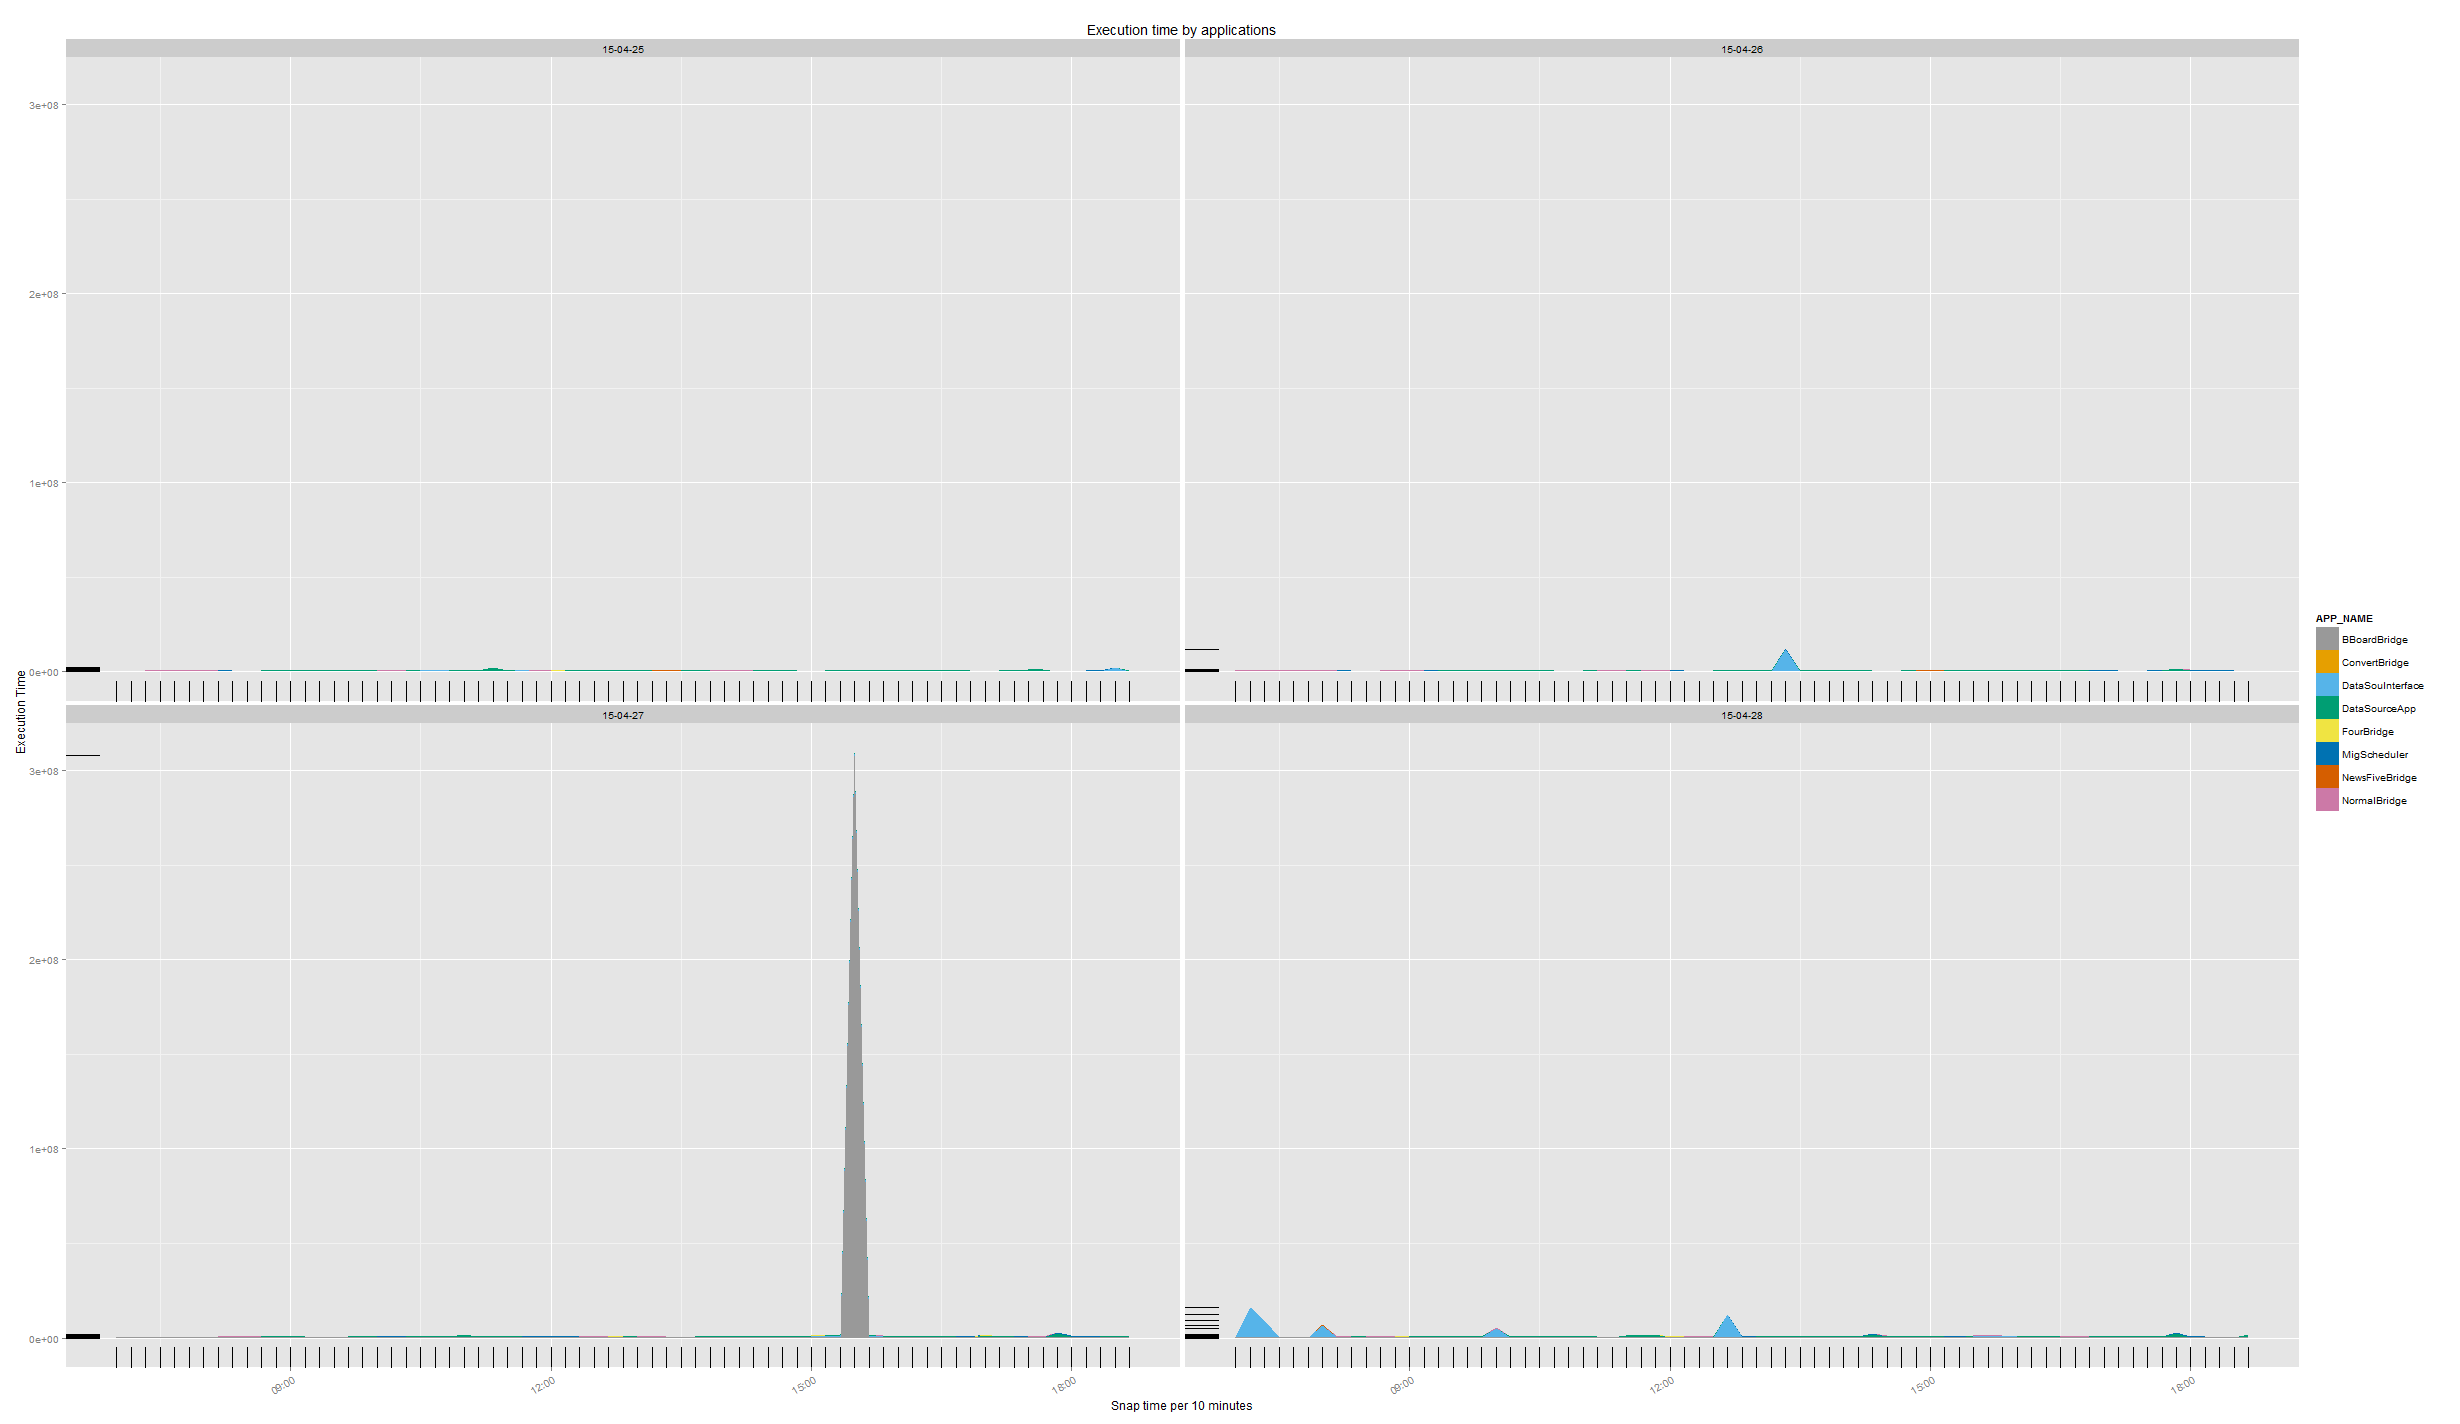 Execution time by applications
15-04-25
15-04-26
3e+08
2e+08
1e+08
0e+00
15-04-27
15-04-28
3e+08
2e+08
1e+08
0e+00
Execution Time
09:00
12:00
15:00
18:00
09:00
12:00
15:00
18:00
Snap time per 10 minutes
APP_NAME
BBoardBridge
ConvertBridge
DataSouInterface
DataSourceApp
FourBridge
MigScheduler
NewsFiveBridge
NormalBridge